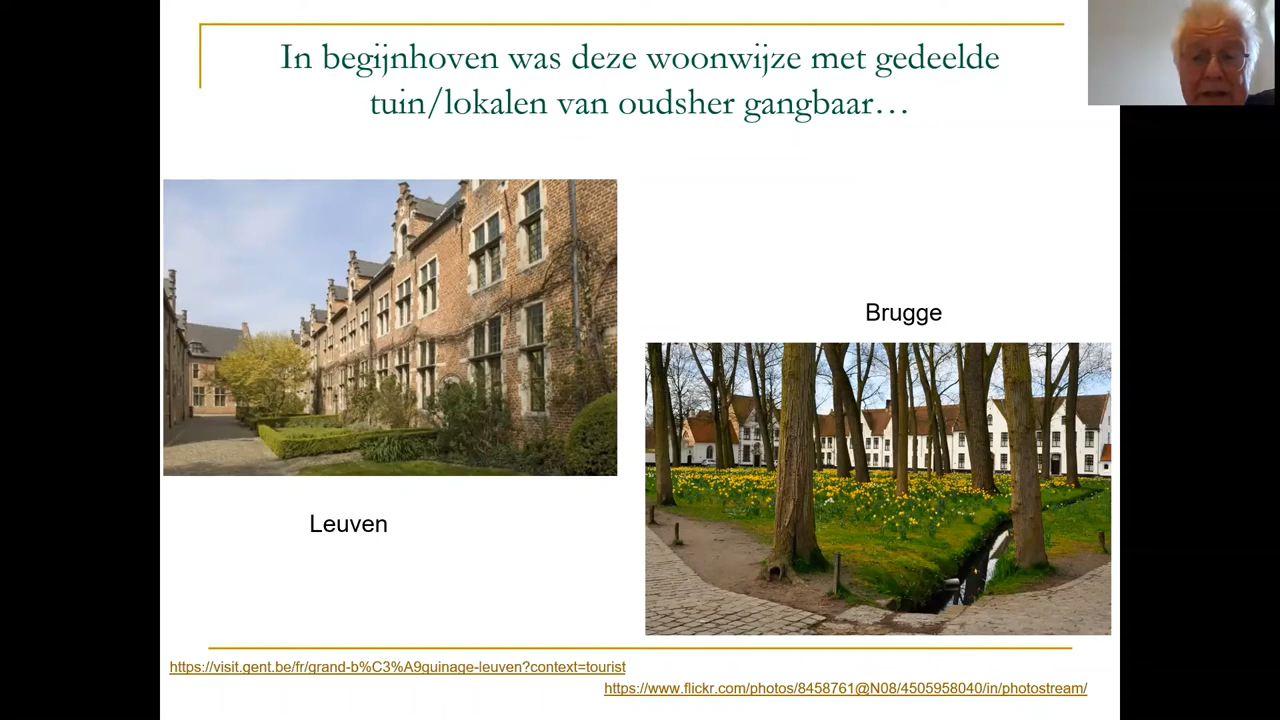 In begijnhoven was deze woonwijze met gedeelde
tuin/lokalen van oudsher gangbaar…
Brugge
Leuven
https://visit.gent.be/fr/grand-b%C3%A9guinage-leuven?context=tourist
https://www.flickr.com/photos/8458761@N08/4505958040/in/photostream/